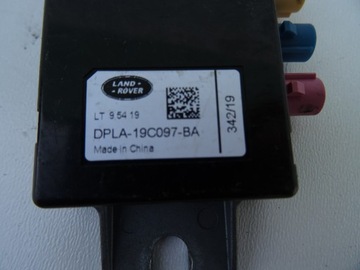 LAND
ROVER
LT 9.54 19
DPLA-19C097-BA
Made in China
342/19